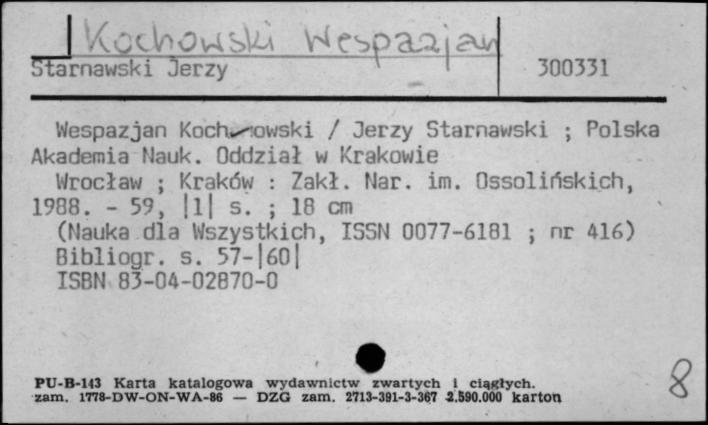 Kochowski Wespazjan
Starnawski Jerzy 300331
Wespazjan Kochowski / Jerzy Starnawski ; Polska
Akademia Nauk. Oddział w Krakowie
Wrocław ; Kraków : Zakł. Nar. im. Ossolińskich,
1988. - 59, |1| s. ; 18 cm
(Nauka dla Wszystkich, ISSN 0077-6181 ; nr 416)
Bibliogr. s. 57-|60|
ISBN 83-04-02870-0
PU-B-143 Karta katalogowa wydawnictw zwartych i ciągłych.
zam. 1778-DW-ON-WA-86 — DZG zam. 2713-391-3-367 2.590.000 karton
8